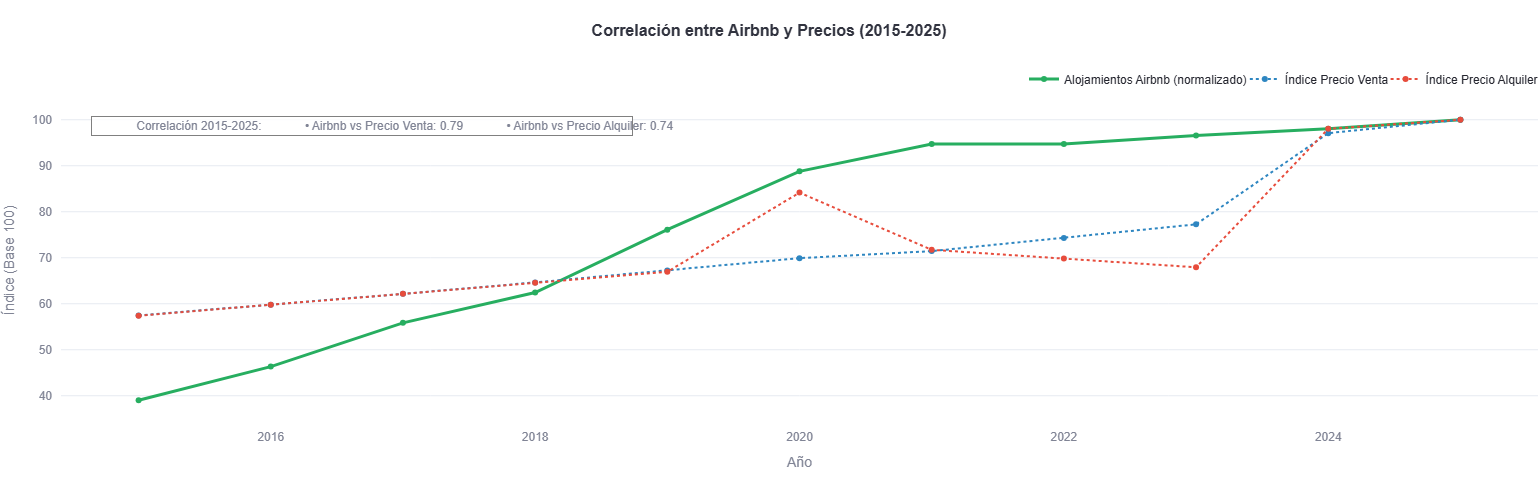 Correlación entre Airbnb y Precios (2015-2025)
Alojamientos Airbnb (normalizado) Índice Precio Venta Índice Precio Alquiler
Correlación 2015-2025: • Airbnb vs Precio Venta: 0.79 • Airbnb vs Precio Alquiler: 0.74
100
90
80
70
60
50
40
Índice (Base 100)
2016 2018 2020 2022 2024
Año